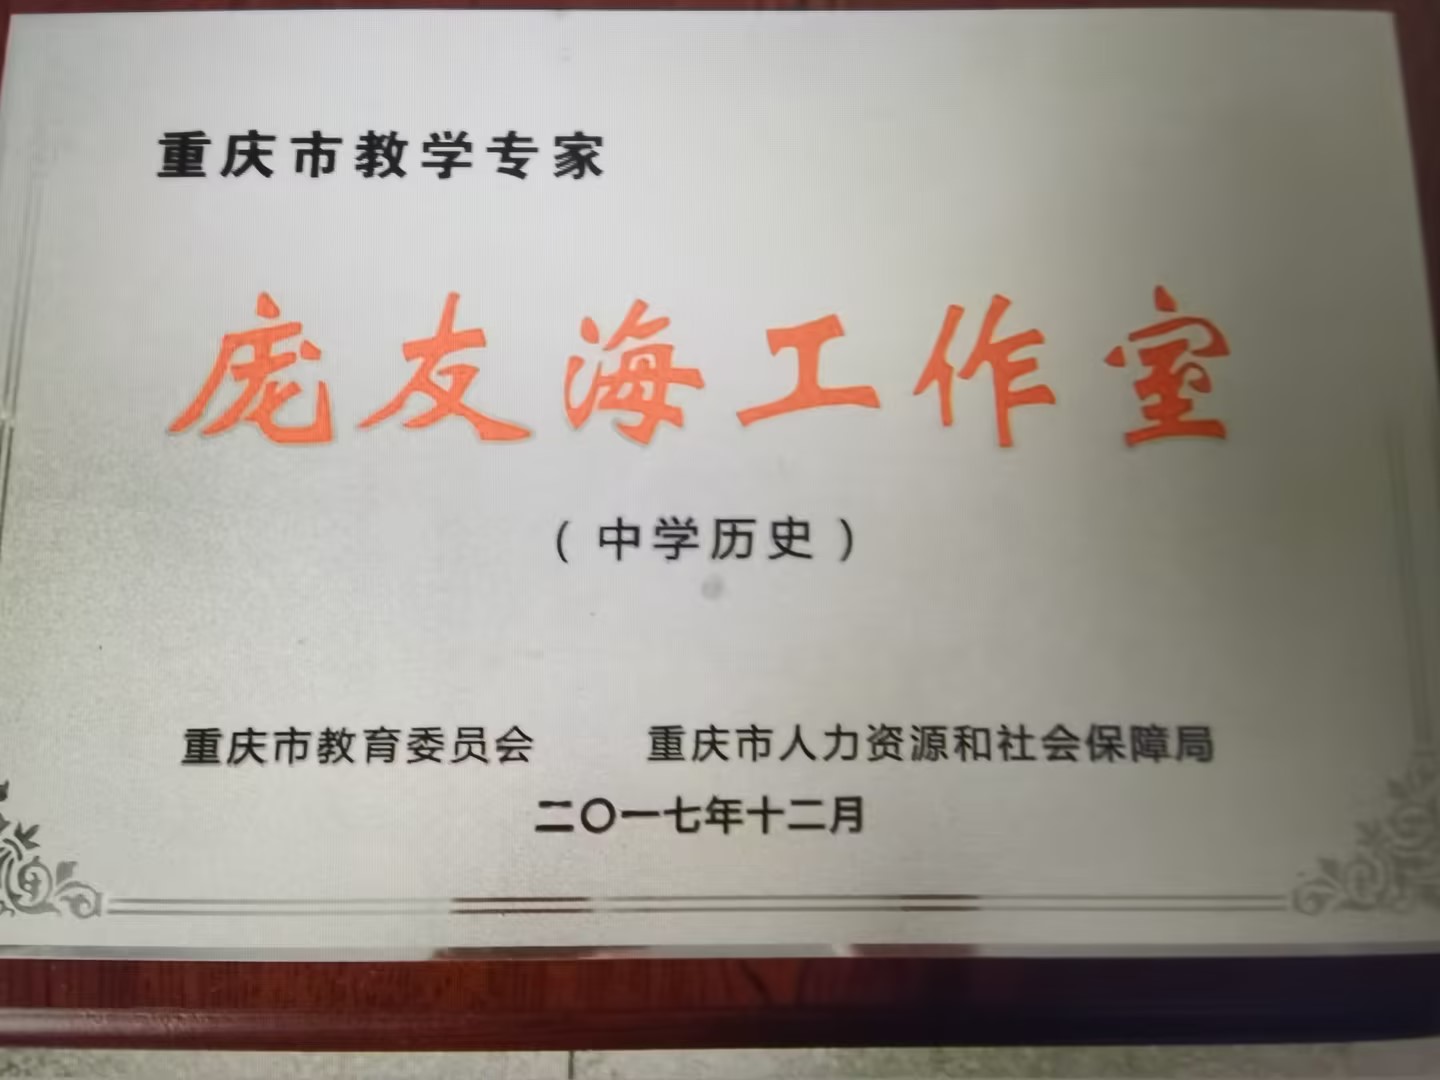 重庆市教学专家
庞友海工作室
（中学历史）
重庆市教育委员会 重庆市人力资源和社会保障局
二〇一七年十二月